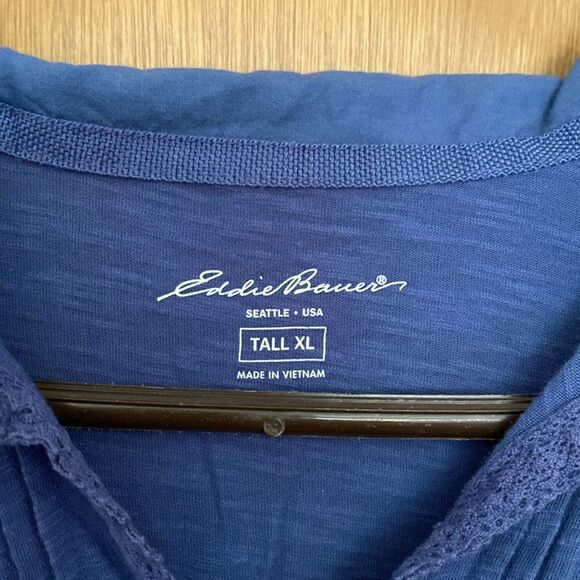 Eddie Bauer®
SEATTLE • USA
TALL XL
MADE IN VIETNAM